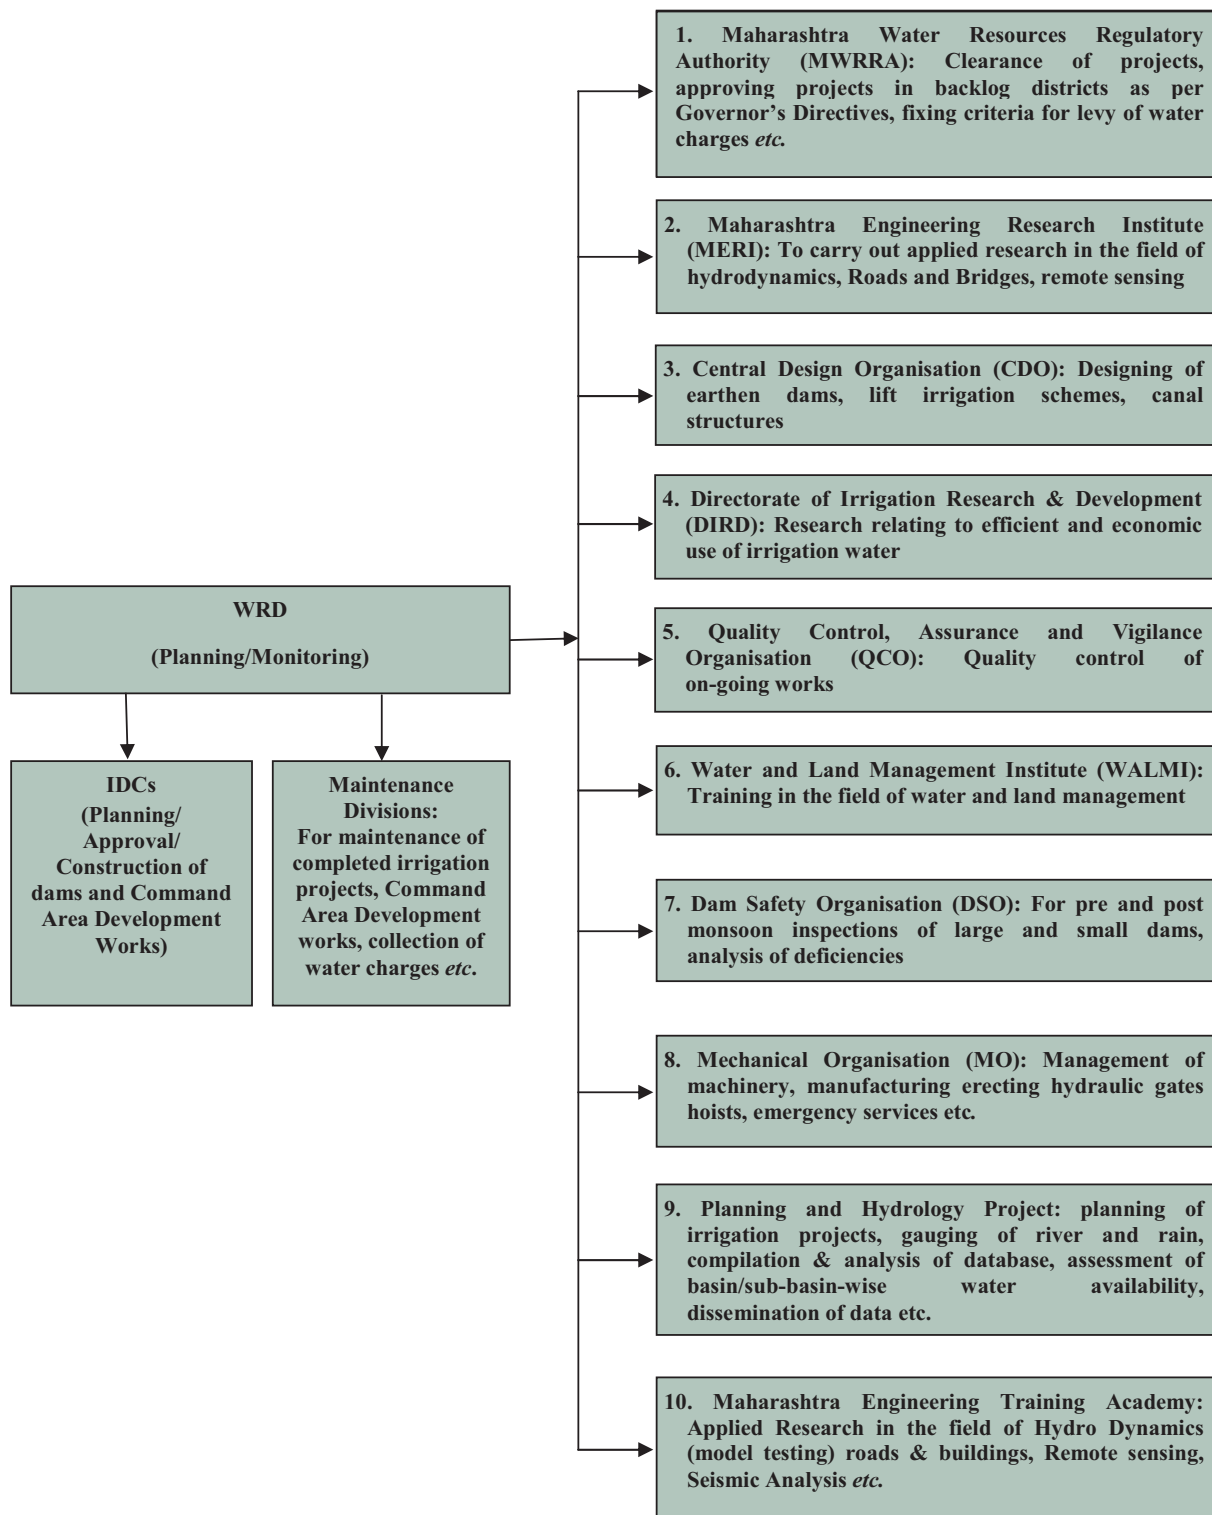 1. Maharashtra Water Resources Regulatory
Authority (MWRRA): Clearance of projects,
approving projects in backlog districts as per
Governor's Directives, fixing criteria for levy of water
charges etc.
2. Maharashtra Engineering Research Institute
(MERI): To carry out applied research in the field of
hydrodynamics, Roads and Bridges, remote sensing
3. Central Design Organisation (CDO): Designing of
earthen dams, lift irrigation schemes, canal
structures
4. Directorate of Irrigation Research & Development
(DIRD): Research relating to efficient and economic
use of irrigation water
WRD
(Planning/Monitoring)
5. Quality Control, Assurance and Vigilance
Organisation (QCO): Quality control of
on-going works
IDCs
(Planning/
Approval/
Construction of
dams and Command
Area Development
Works)
Maintenance
Divisions:
For maintenance of
completed irrigation
projects, Command
Area Development
works, collection of
water charges etc.
6. Water and Land Management Institute (WALMI):
Training in the field of water and land management
7. Dam Safety Organisation (DSO): For pre and post
monsoon inspections of large and small dams,
analysis of deficiencies
8. Mechanical Organisation (MO): Management of
machinery, manufacturing erecting hydraulic gates
hoists, emergency services etc.
9. Planning and Hydrology Project: planning of
irrigation projects, gauging of river and rain,
compilation & analysis of database, assessment of
basin/sub-basin-wise water availability,
dissemination of data etc.
10. Maharashtra Engineering Training Academy:
Applied Research in the field of Hydro Dynamics
(model testing) roads & buildings, Remote sensing,
Seismic Analysis etc.